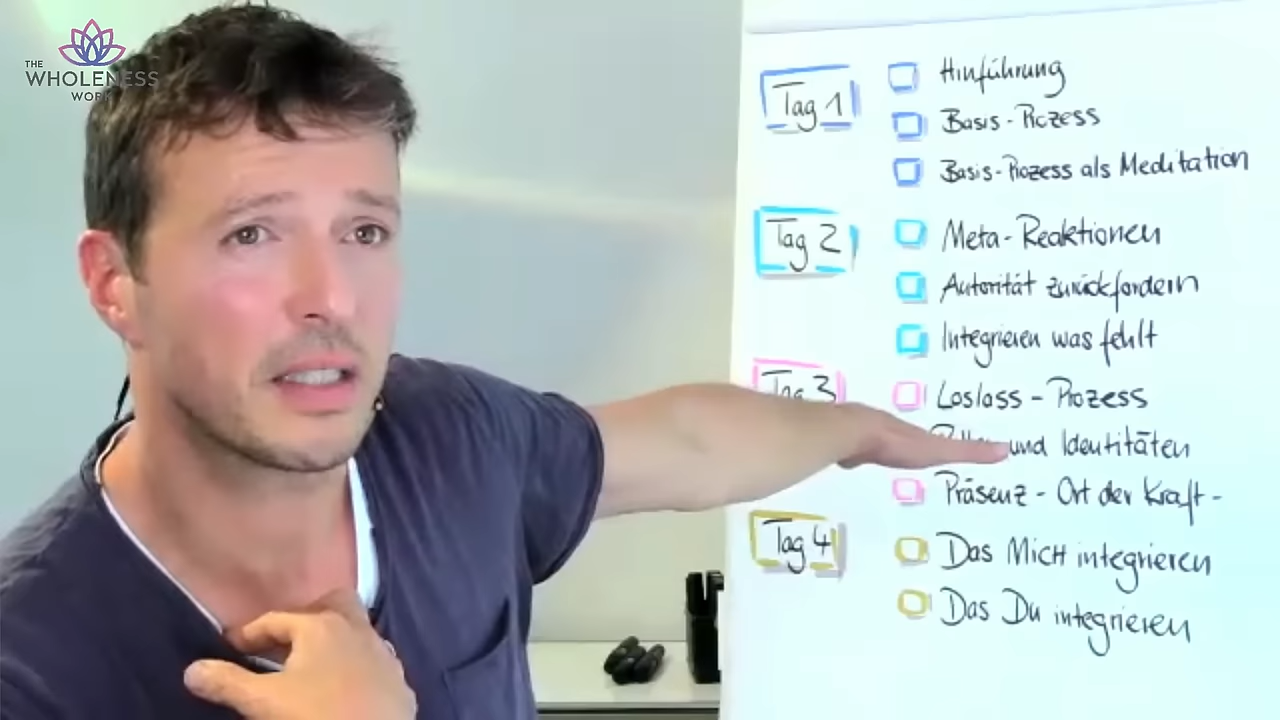 THE
WHOLENESS
WORK
Tag 1
Hinführung
Basis-Prozess
Basis-Prozess als Meditation
Tag 2
Meta-Reaktionen
Autorität zurückfordern
Integrieren was fehlt
Tag 3
Loslass-Prozess
und Identitäten
Präsenz - Ort der Kraft -
Tag 4
Das MICH integrieren
Das Du integrieren